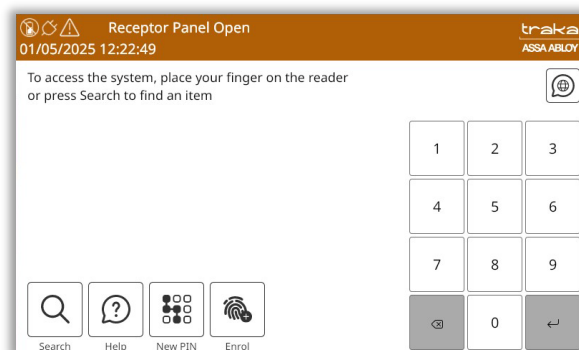 Receptor Panel Open
traka
01/05/2025 12:22:49
ASSA ABLOY
To access the system, place your finger on the reader
or press Search to find an item
1 2 3
4 5 6
7 8 9
0
Search Help New PIN Enrol